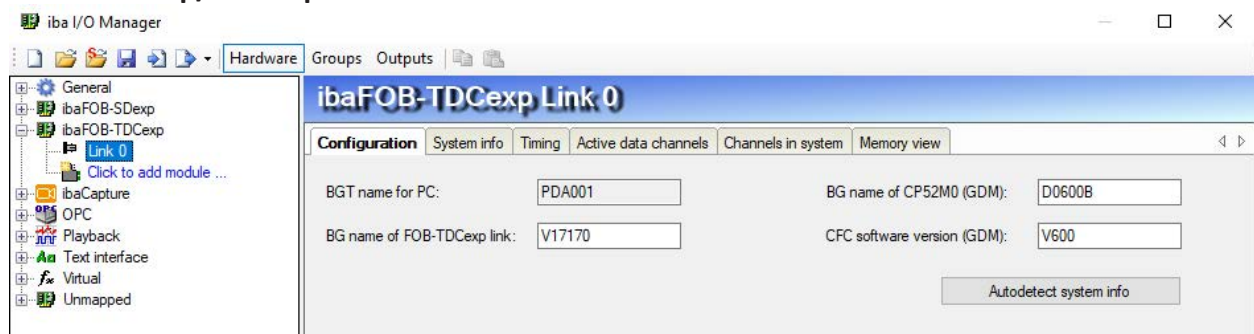 iba I/O Manager
Hardware Groups Outputs
General
ibaFOB-SDexp
ibaFOB-TDCexp
Link 0
Click to add module ...
ibaCapture
OPC
Playback
Text interface
Virtual
Unmapped
ibaFOB-TDCexp Link 0
Configuration System info Timing Active data channels Channels in system Memory view
BGT name for PC: PDA001 BG name of CP52M0 (GDM): D0600B
BG name of FOB-TDCexp link: V17170 CFC software version (GDM): V600
Autodetect system info